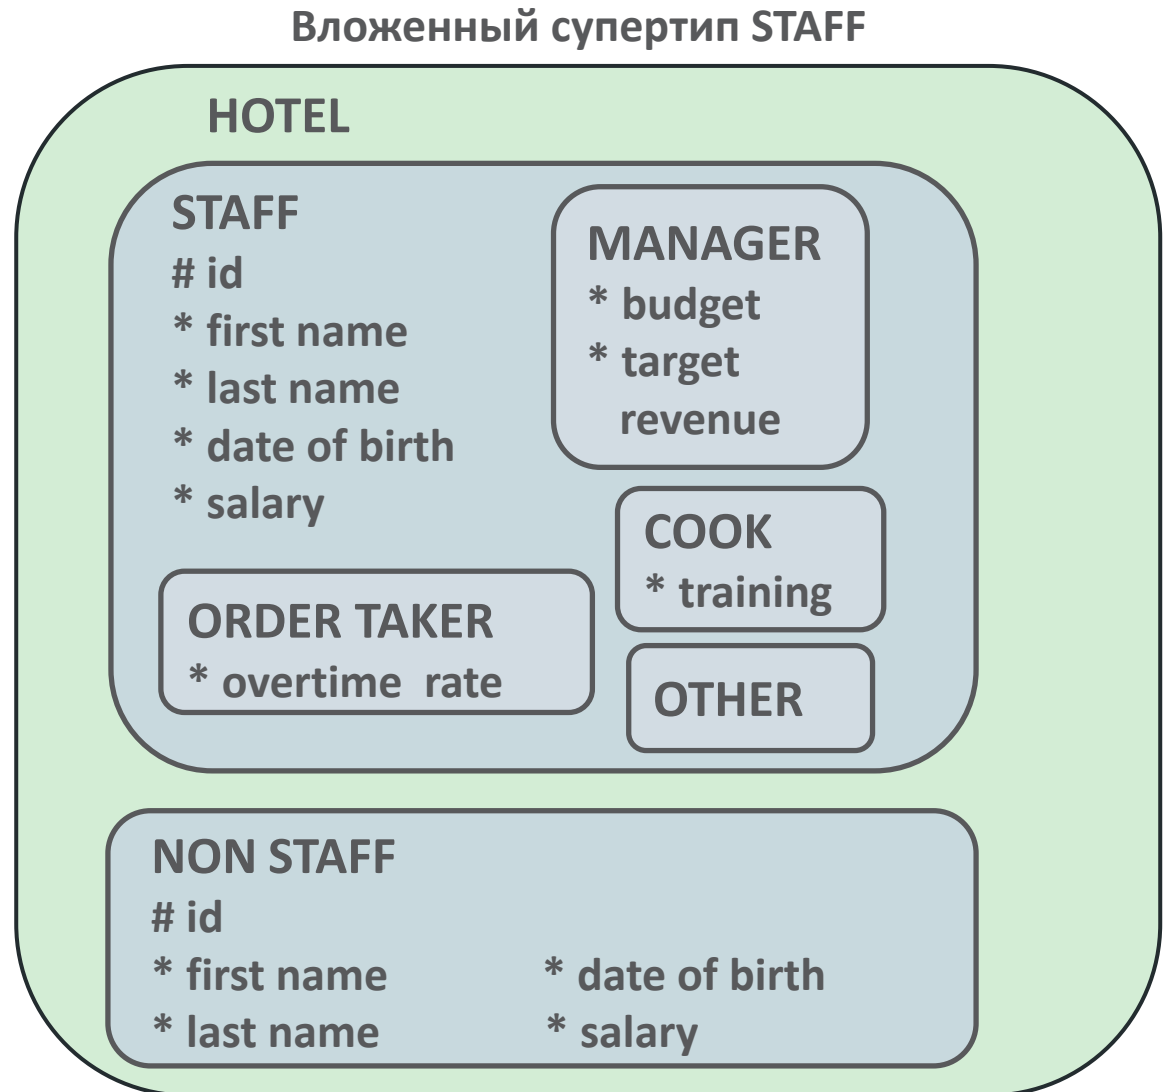 Вложенный супертип STAFF
HOTEL
STAFF
# id
* first name
* last name
* date of birth
* salary
MANAGER
* budget
* target
revenue
COOK
* training
ORDER TAKER
* overtime rate
OTHER
NON STAFF
# id
* first name
* last name
* date of birth
* salary